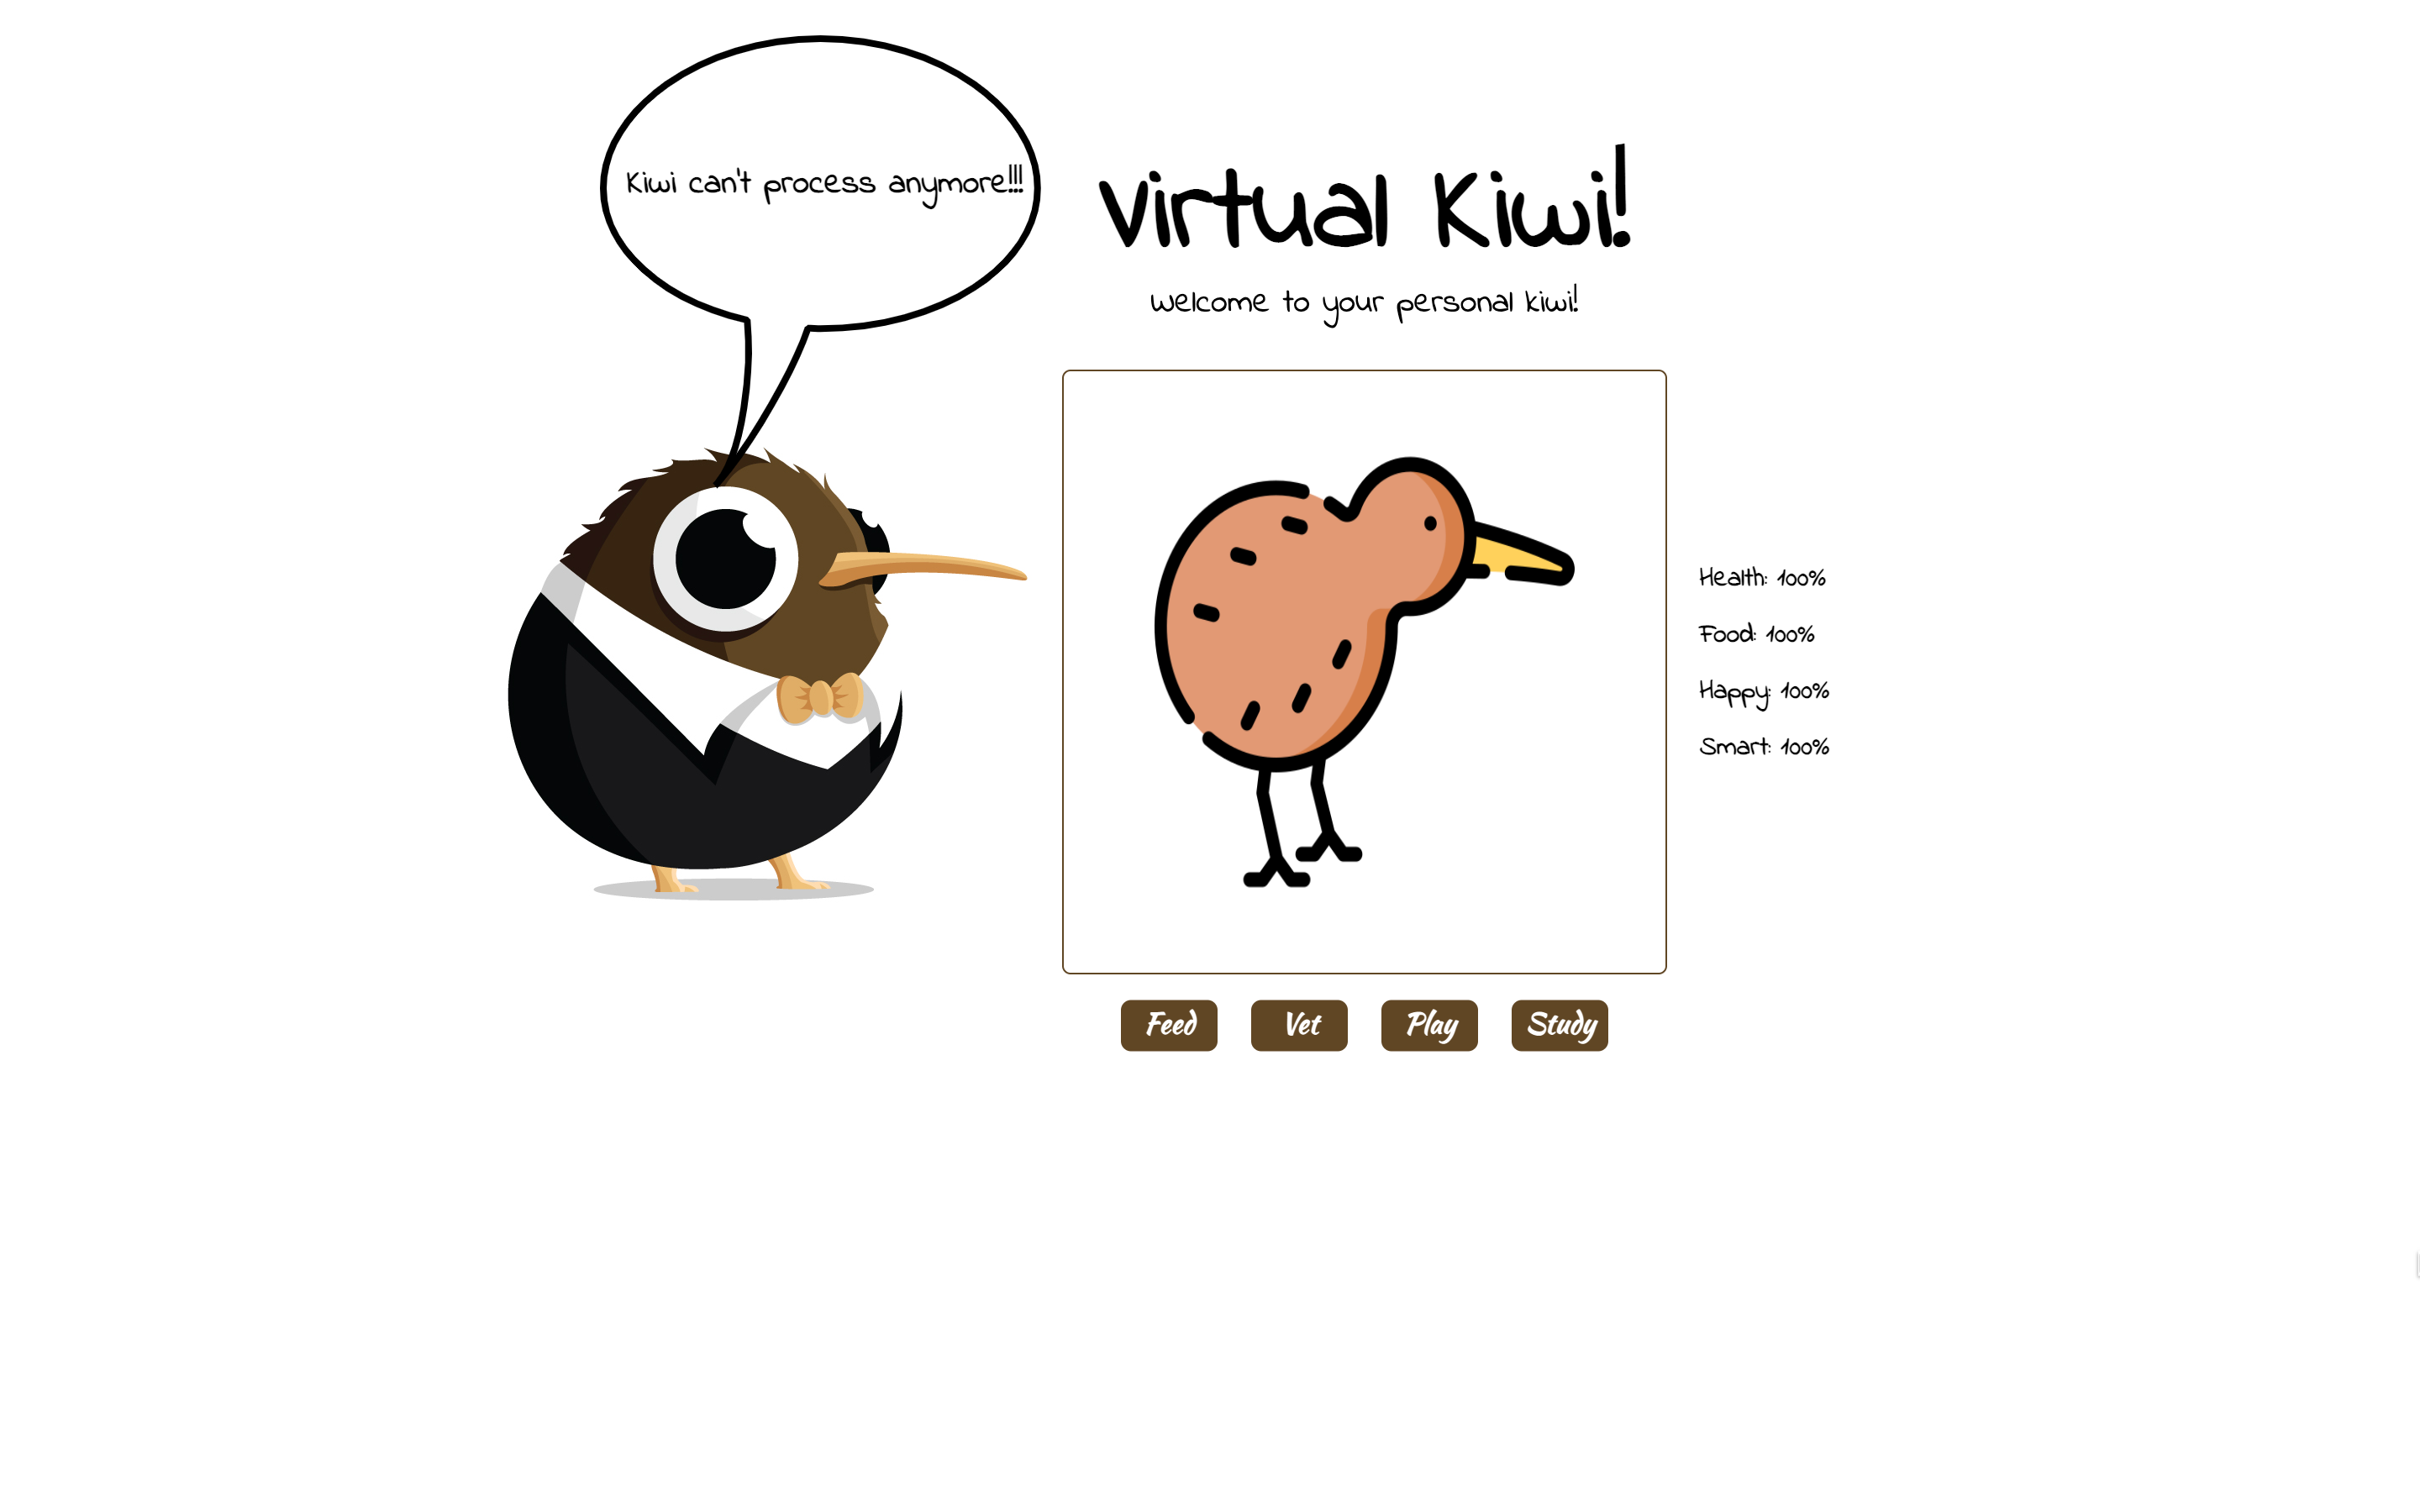 Kiwi can't process anymore!!!
Virtual Kiwi!
Welcome to your personal kiwi!
Health: 100%
Food: 100%
Happy: 100%
Smart: 100%
Feed
Vet
Play
Study